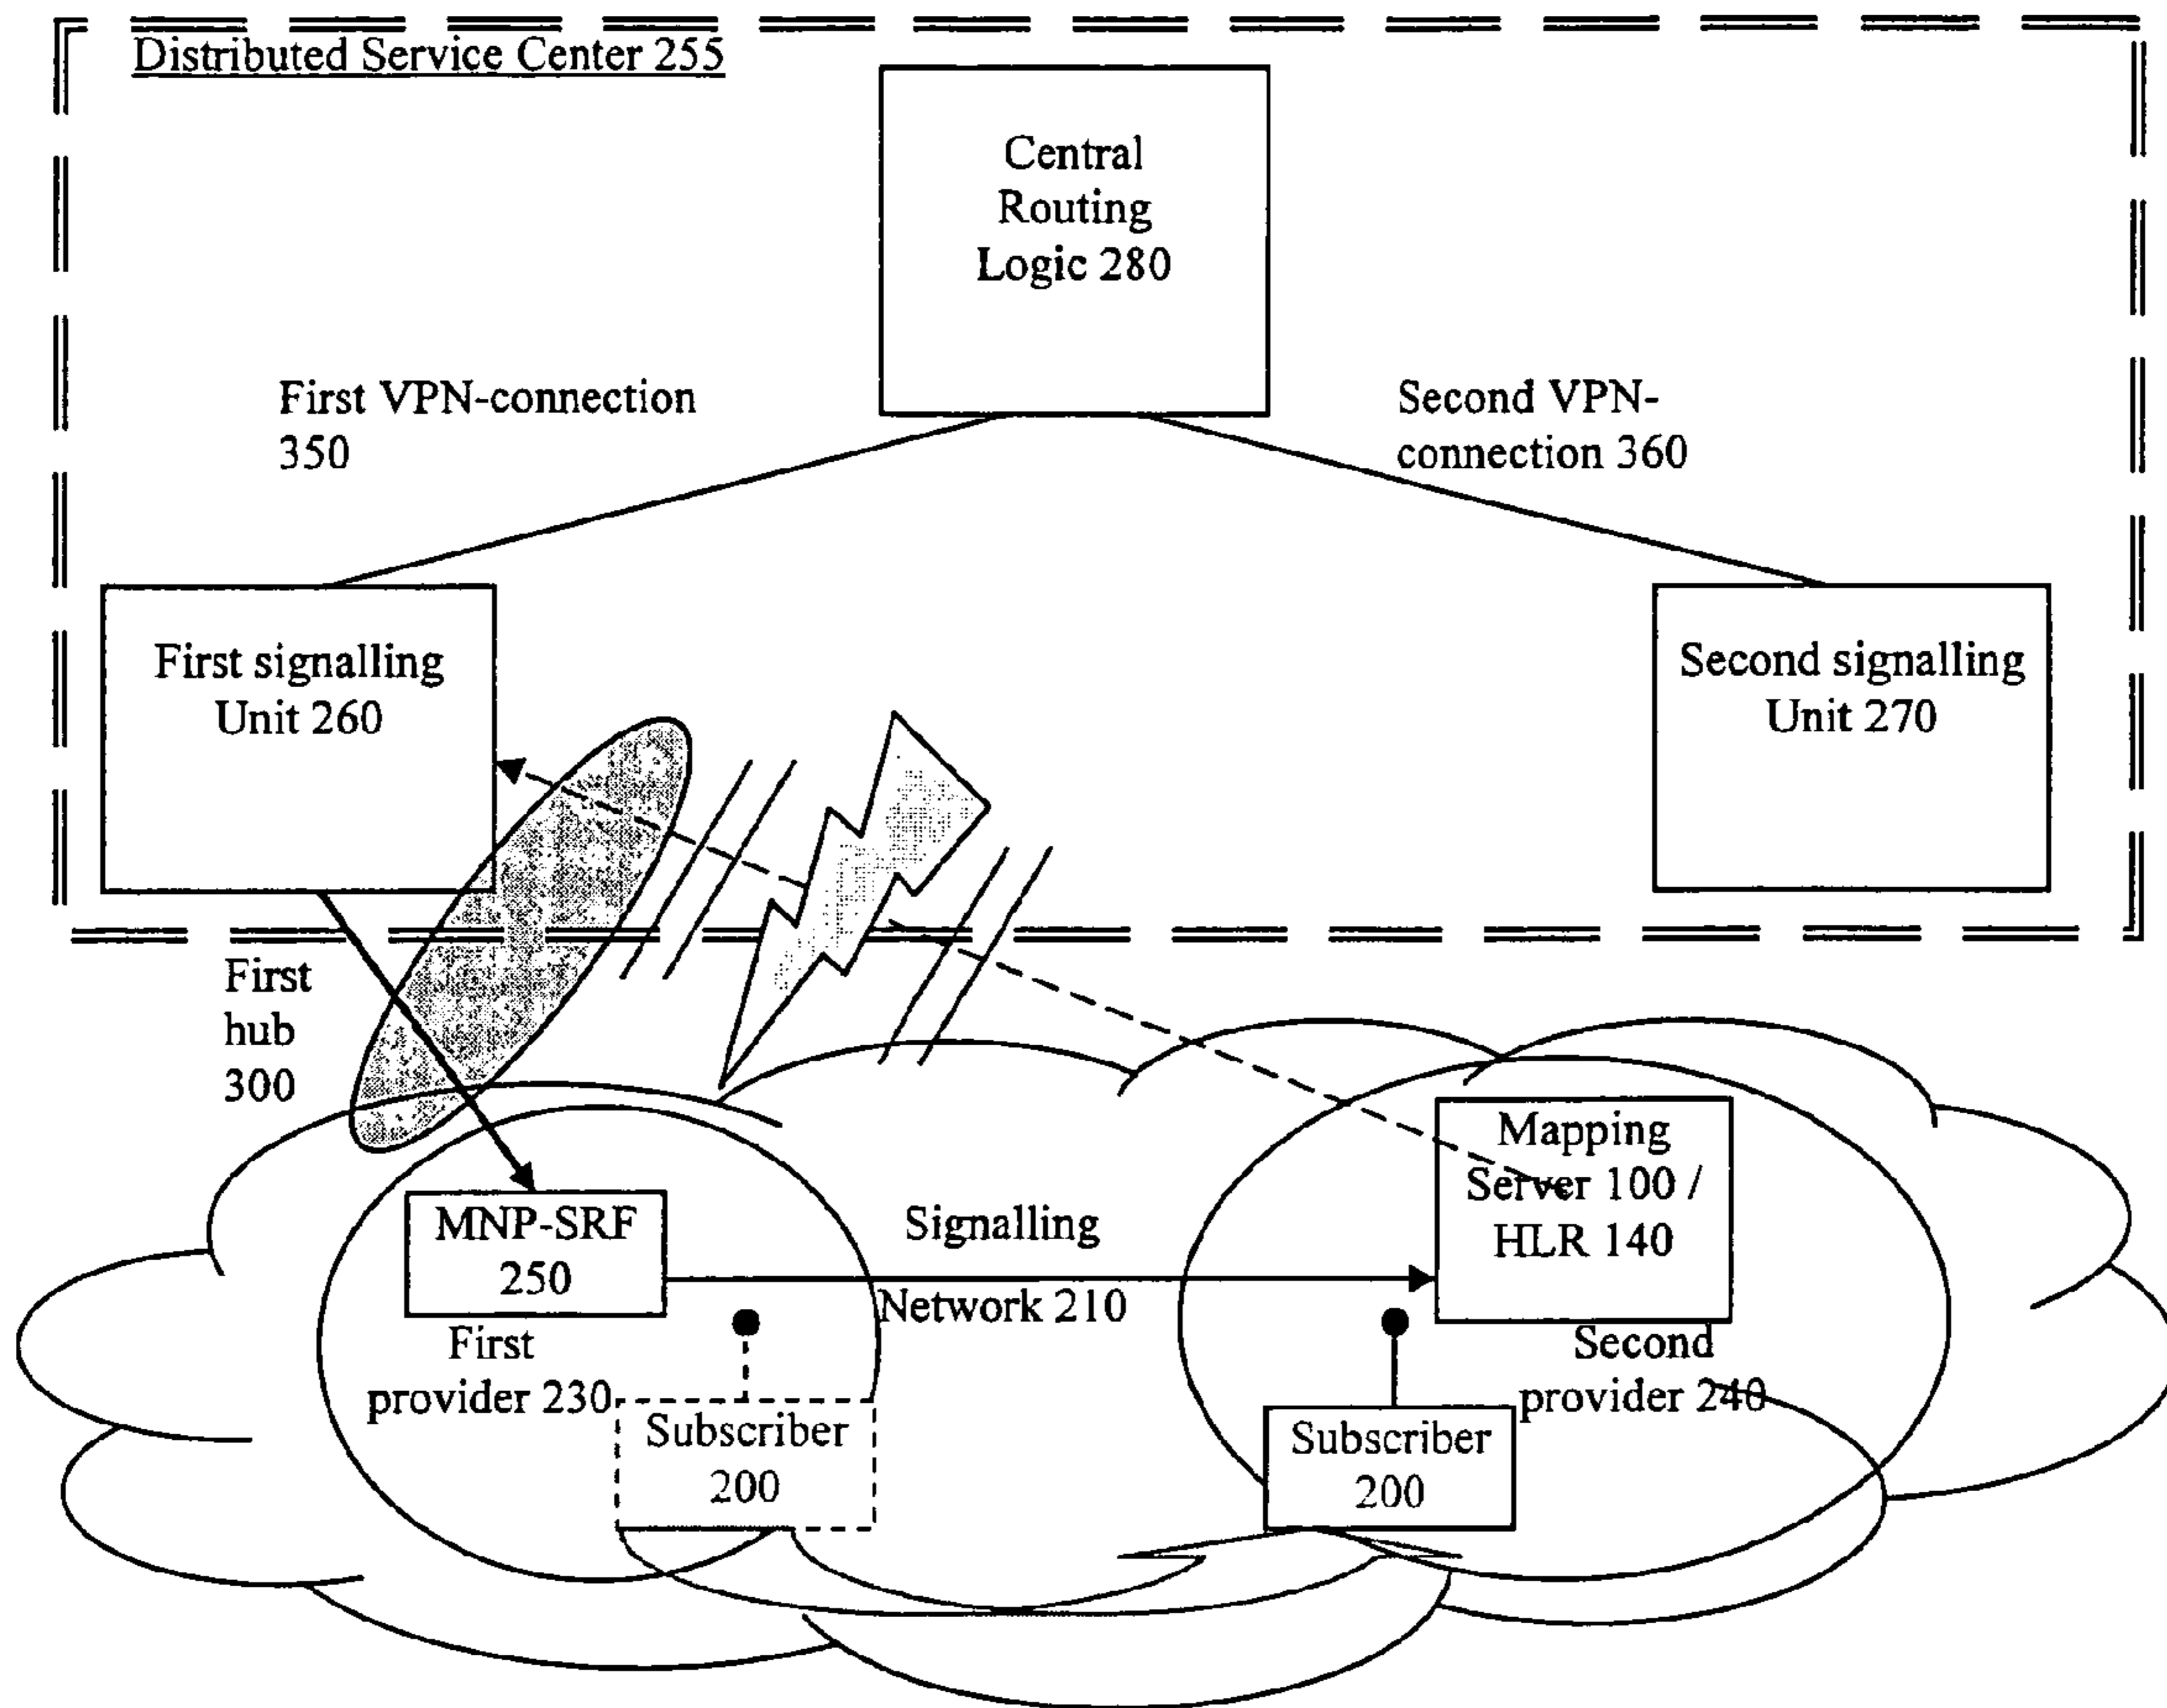 Distributed Service Center 255
Central
Routing
Logic 280
First VPN-connection
350
Second VPN-
connection 360
First signalling
Unit 260
Second signalling
Unit 270
First
hub
300
Mapping
Server 100 /
HLR 140
MNP-SRF
250
Signalling
Network 210
First
provider 230
Second
provider 240
Subscriber
200
Subscriber
200